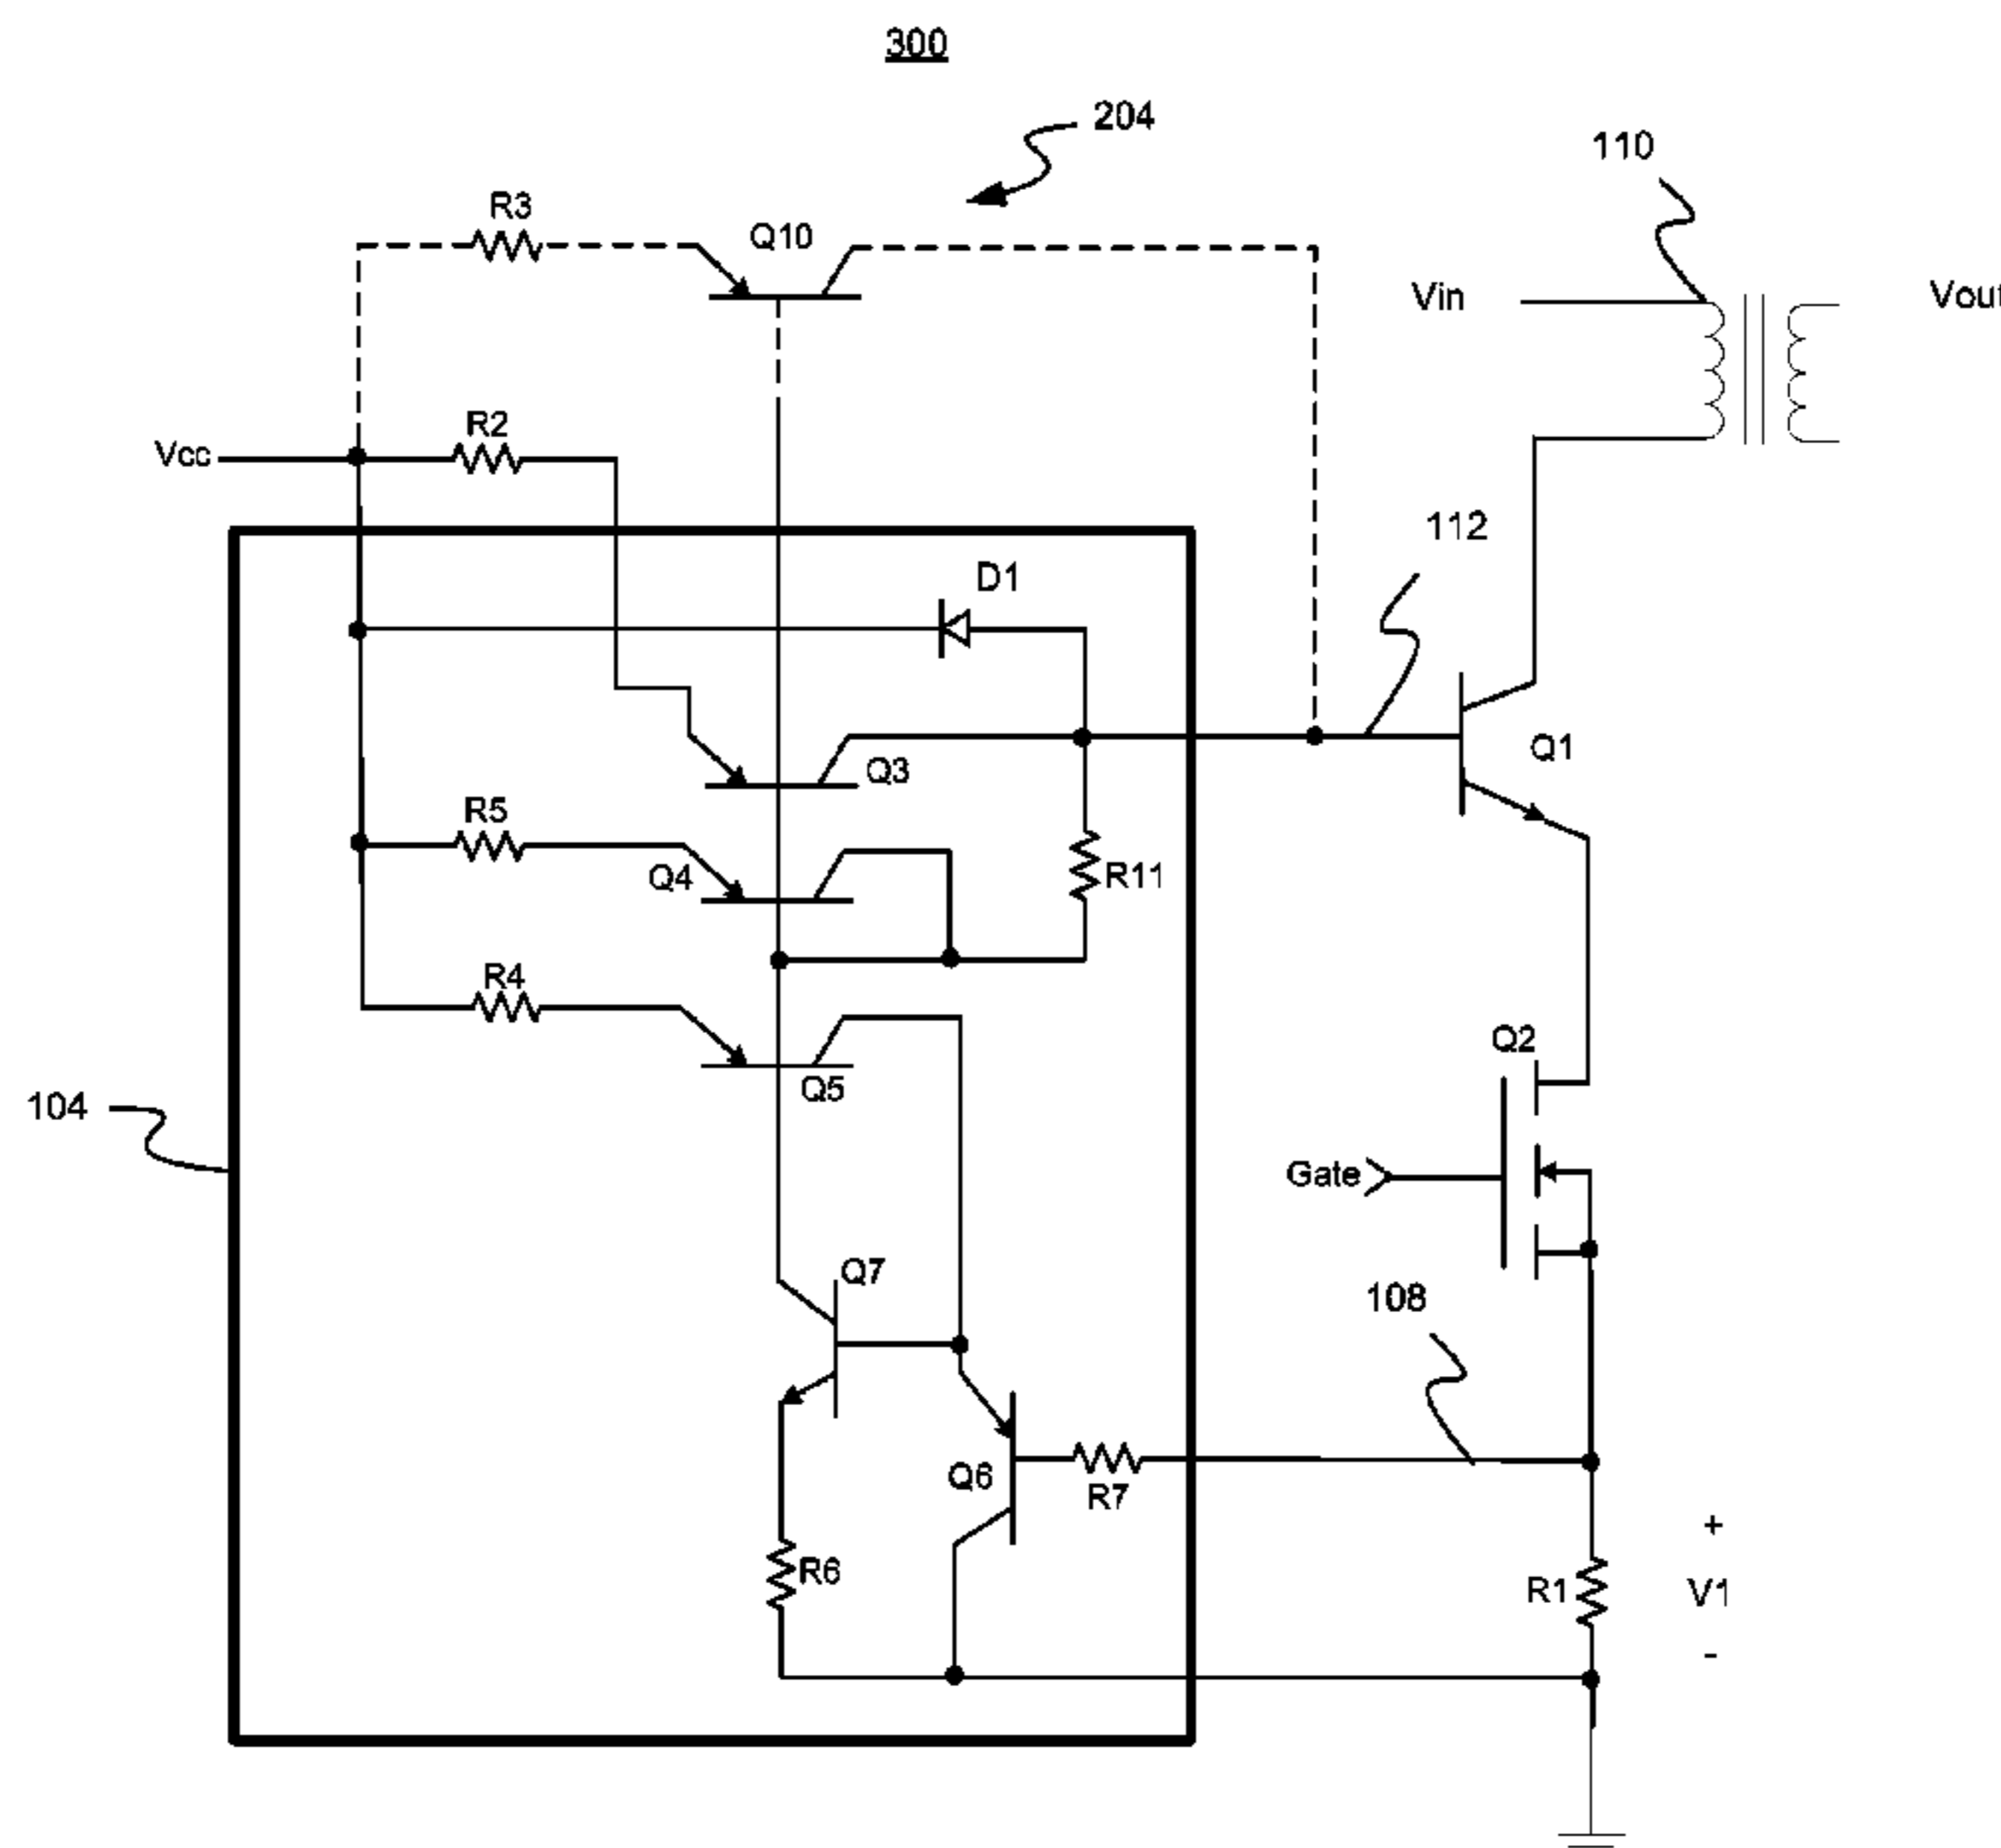 300
204
110
R3
Q10
Vin
Vout
R2
Vcc
112
D1
Q1
Q3
R5
Q4
R11
R4
Q2
Q5
104
Gate
Q7
108
Q6
R7
+
R6
R1
V1
-